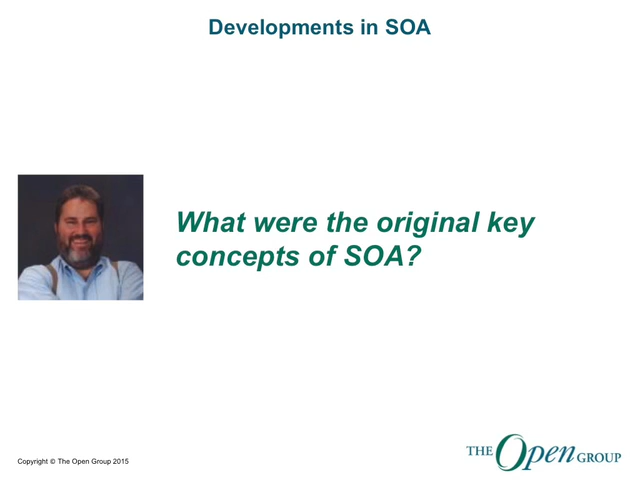 Developments in SOA
What were the original key
concepts of SOA?
Copyright © The Open Group 2015
THE Open GROUP